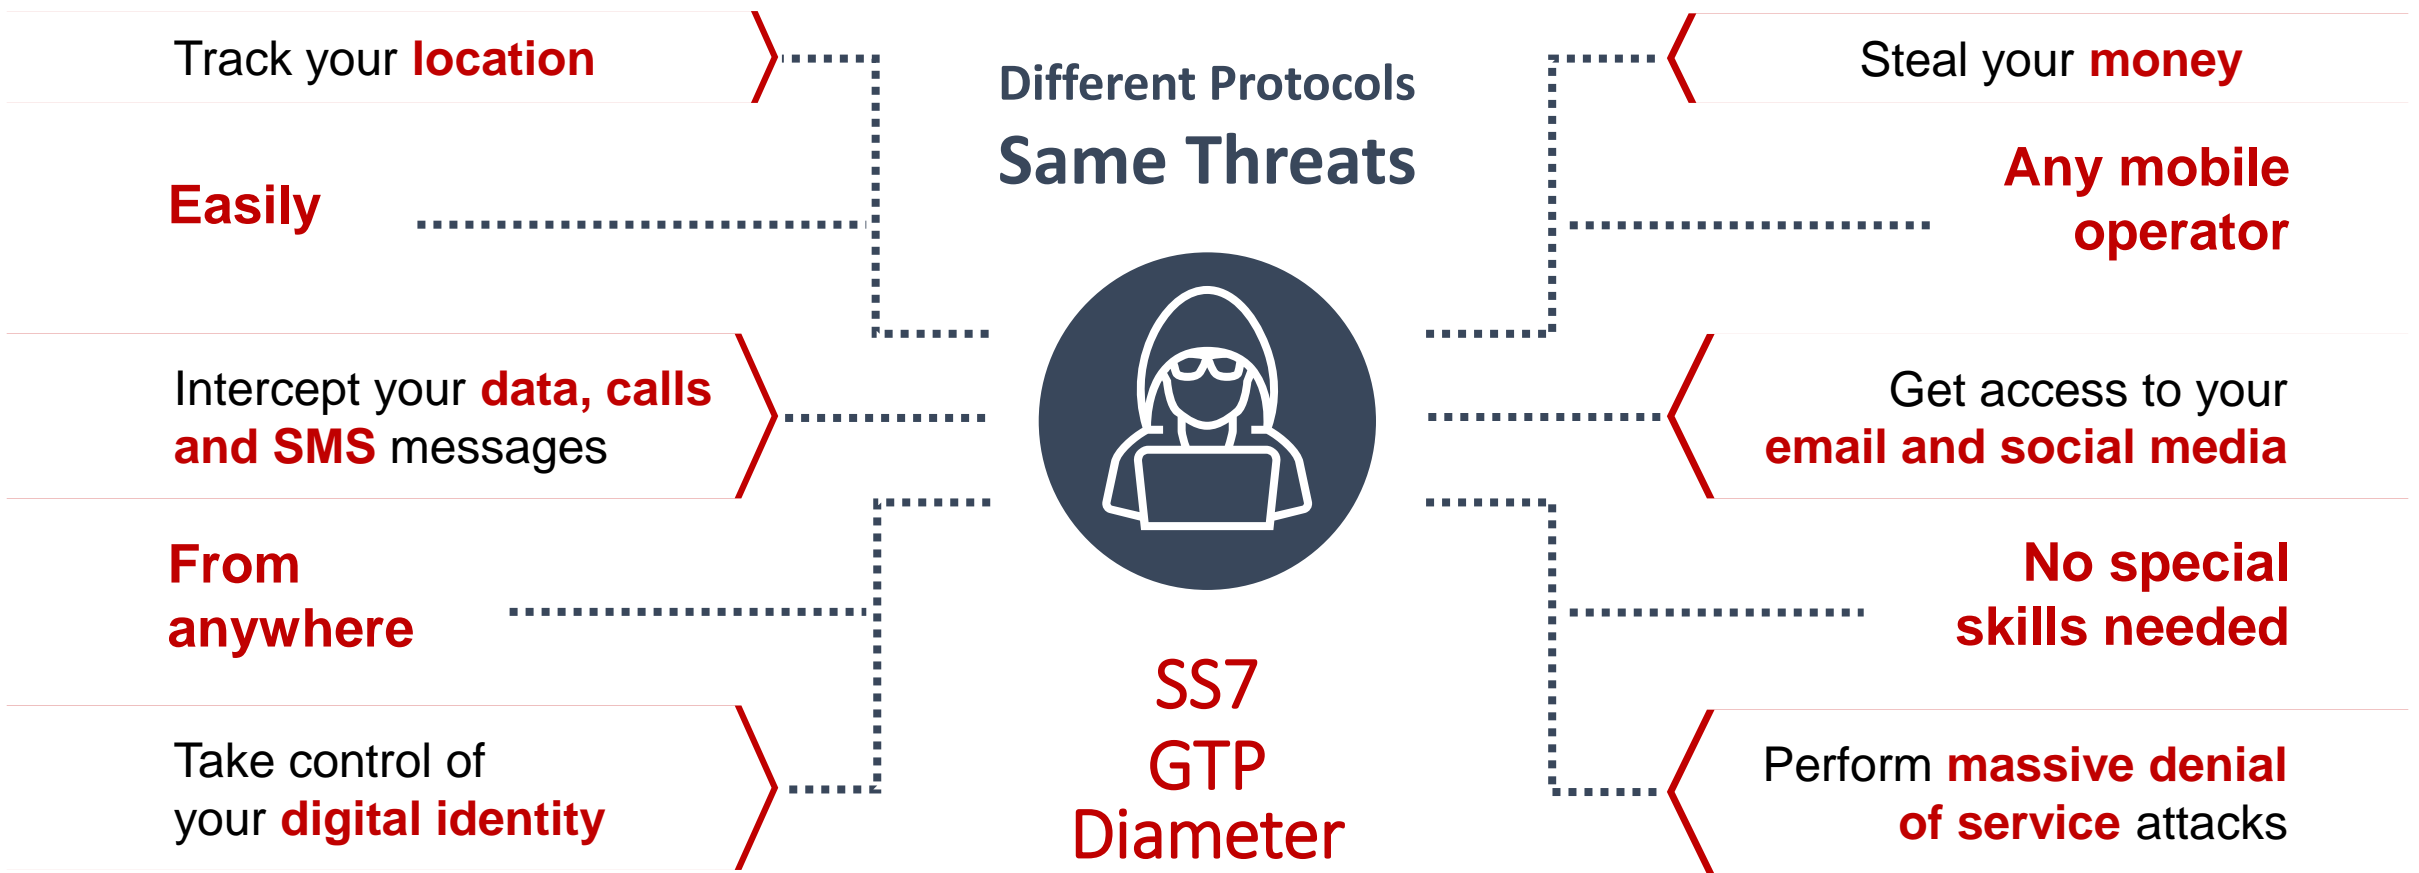 Track your location
Easily
Intercept your data, calls
and SMS messages
From
anywhere
Take control of
your digital identity
Different Protocols
Same Threats
SS7
GTP
Diameter
Steal your money
Any mobile
operator
Get access to your
email and social media
No special
skills needed
Perform massive denial
of service attacks